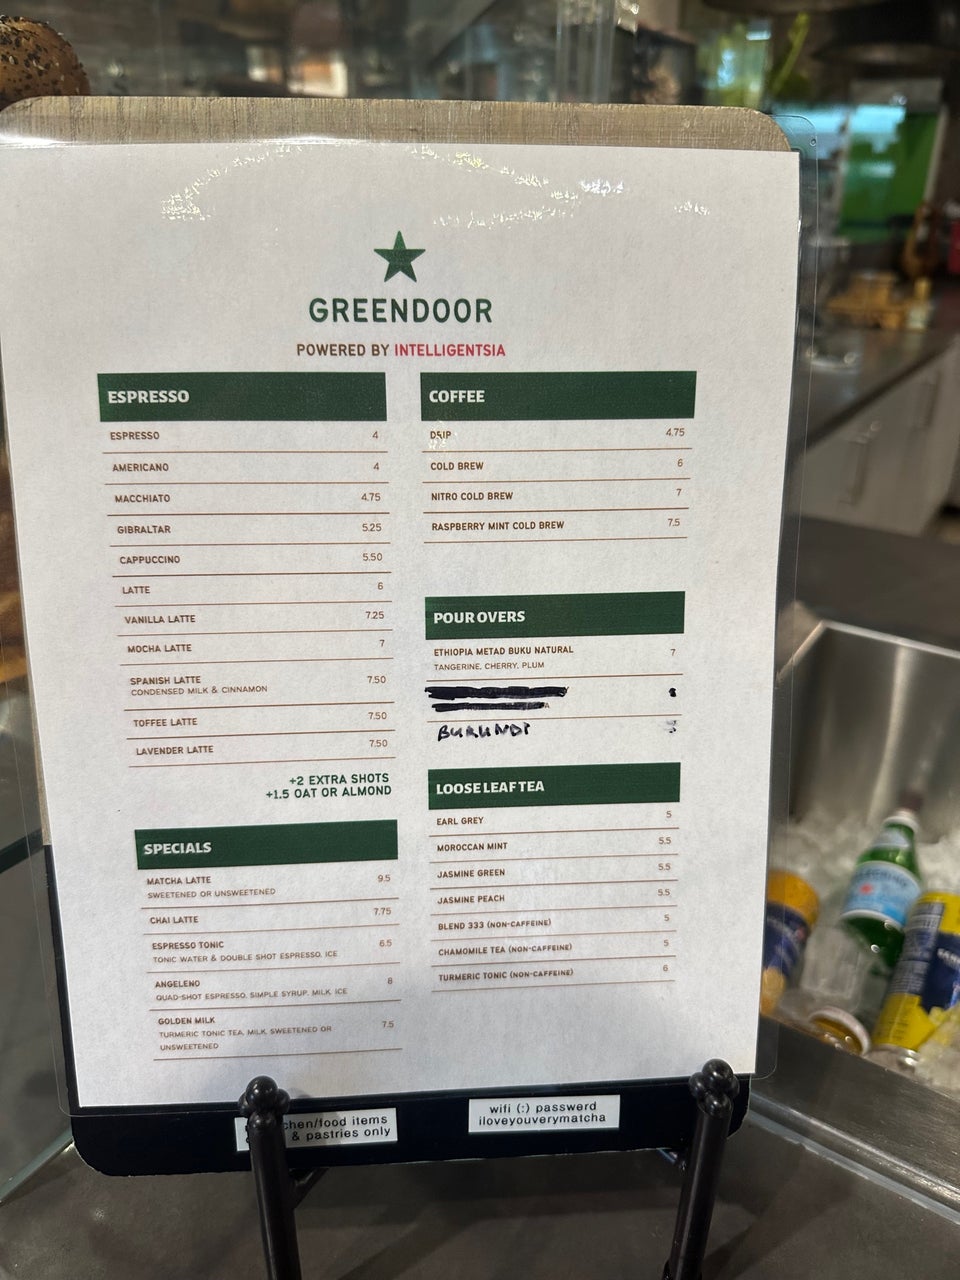 GREENDOOR
POWERED BY INTELLIGENTSIA
ESPRESSO
ESPRESSO 4
AMERICANO 4
MACCHIATO 4.75
GIBRALTAR 5.25
CAPPUCCINO 5.50
LATTE 6
VANILLA LATTE 7.25
MOCHA LATTE 7
SPANISH LATTE 7.50
CONDENSED MILK & CINNAMON
TOFFEE LATTE 7.50
LAVENDER LATTE 7.50
+2 EXTRA SHOTS
+1.5 OAT OR ALMOND
SPECIALS
MATCHA LATTE 9.5
SWEETENED OR UNSWEETENED
CHAI LATTE 7.75
ESPRESSO TONIC 6.5
TONIC WATER & DOUBLE SHOT ESPRESSO, ICE
ANGELENO 8
QUAD-SHOT ESPRESSO, SIMPLE SYRUP, MILK, ICE
GOLDEN MILK 7.5
TURMERIC TONIC TEA, MILK, SWEETENED OR
UNSWEETENED
COFFEE
DRIP 4.75
COLD BREW 6
NITRO COLD BREW 7
RASPBERRY MINT COLD BREW 7.5
POUR OVERS
ETHIOPIA METAD BUKU NATURAL 7
TANGERINE, CHERRY, PLUM
BURUNDI
LOOSE LEAF TEA
EARL GREY 5
MOROCCAN MINT 5.5
JASMINE GREEN 5.5
JASMINE PEACH 5.5
BLEND 333 (NON-CAFFEINE) 5
CHAMOMILE TEA (NON-CAFFEINE) 5
TURMERIC TONIC (NON-CAFFEINE) 6
food items
& pastries only
wifi (:) passwerd
iloveyouverymatcha